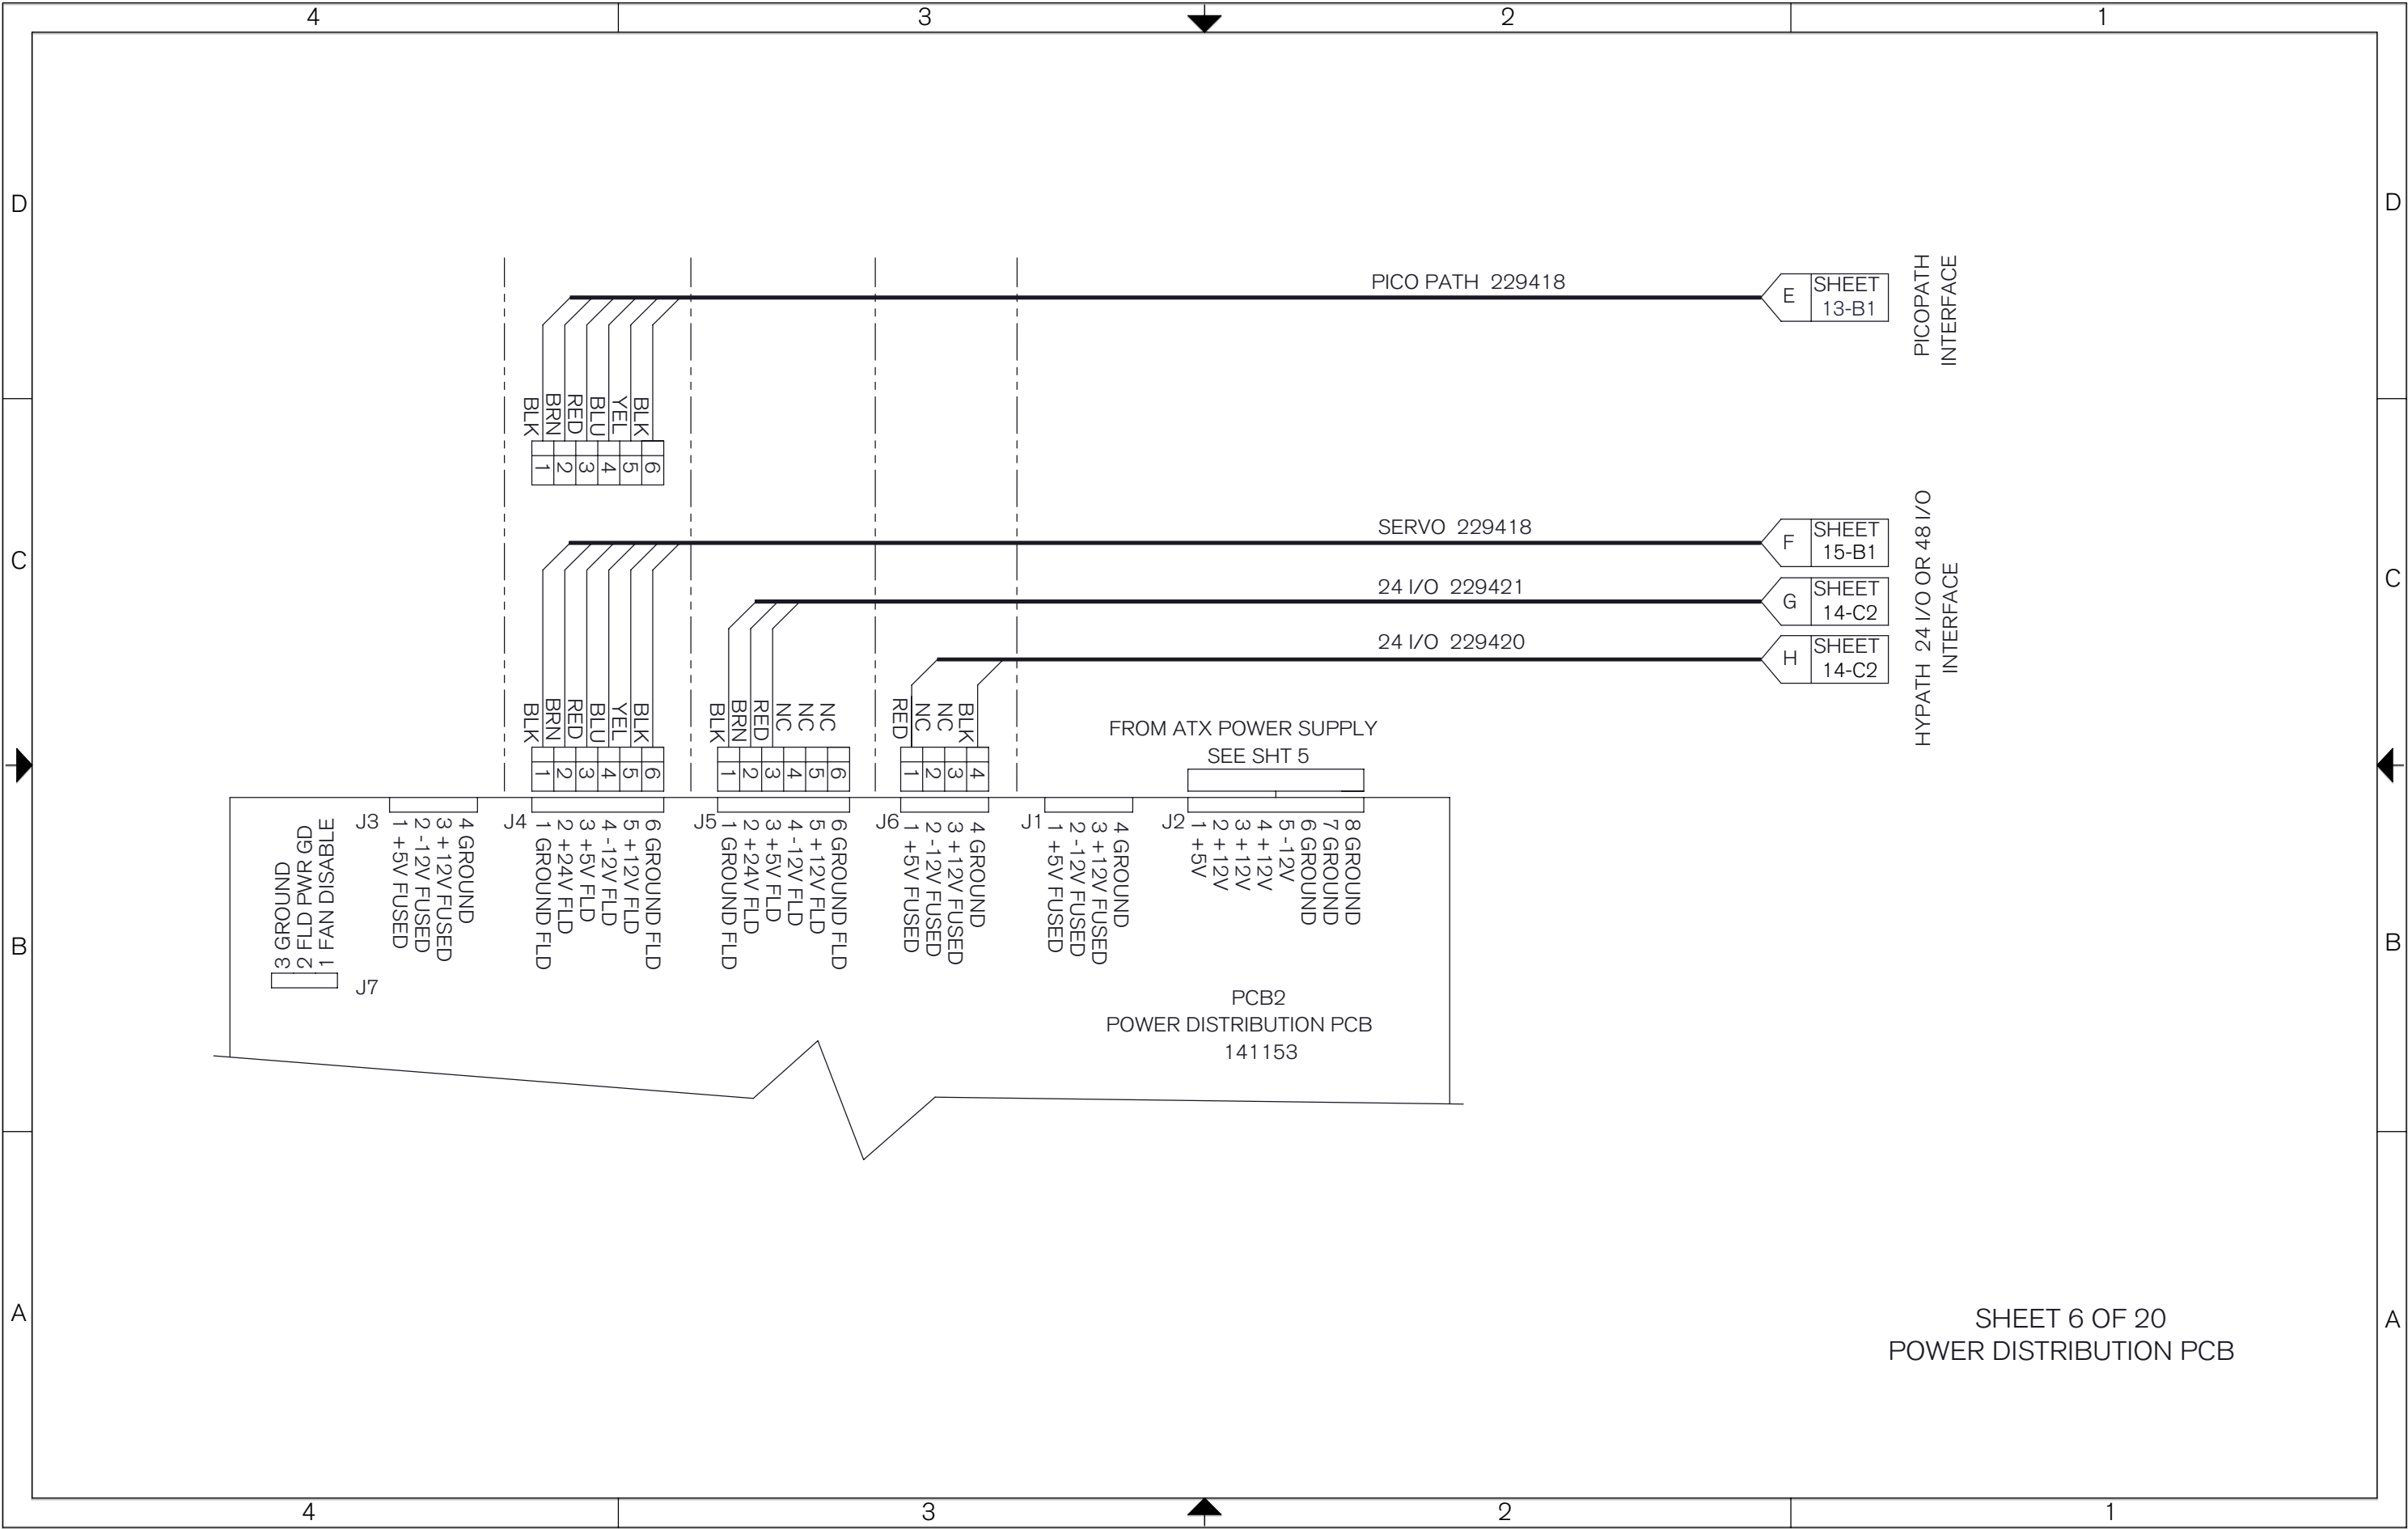 4
3
2
1
D
D
PICO PATH 229418
E
SHEET
13-B1
PICOPATH
INTERFACE
BLK
BRN
RED
BLU
YEL
BLK
1
2
3
4
5
6
C
C
SERVO 229418
F
SHEET
15-B1
24 I/O 229421
G
SHEET
14-C2
24 I/O 229420
H
SHEET
14-C2
HYPATH 24 I/O OR 48 I/O
INTERFACE
BLK
BRN
RED
BLU
YEL
BLK
1
2
3
4
5
6
BLK
BRN
RED
NC
NC
NC
1
2
3
4
5
6
RED
NC
NC
BLK
1
2
3
4
FROM ATX POWER SUPPLY
SEE SHT 5
B
B
3 GROUND
2 FLD PWR GD
1 FAN DISABLE
J7
J3
1 +5V FUSED
2 -12V FUSED
3 +12V FUSED
4 GROUND
J4
1 GROUND FLD
2 +24V FLD
3 +5V FLD
4 -12V FLD
5 +12V FLD
6 GROUND FLD
J5
1 GROUND FLD
2 +24V FLD
3 +5V FLD
4 -12V FLD
5 +12V FLD
6 GROUND FLD
J6
1 +5V FUSED
2 -12V FUSED
3 +12V FUSED
4 GROUND
J1
1 +5V FUSED
2 -12V FUSED
3 +12V FUSED
4 GROUND
J2
1 +5V
2 +12V
3 +12V
4 +12V
5 -12V
6 GROUND
7 GROUND
8 GROUND
PCB2
POWER DISTRIBUTION PCB
141153
A
A
SHEET 6 OF 20
POWER DISTRIBUTION PCB
4
3
2
1